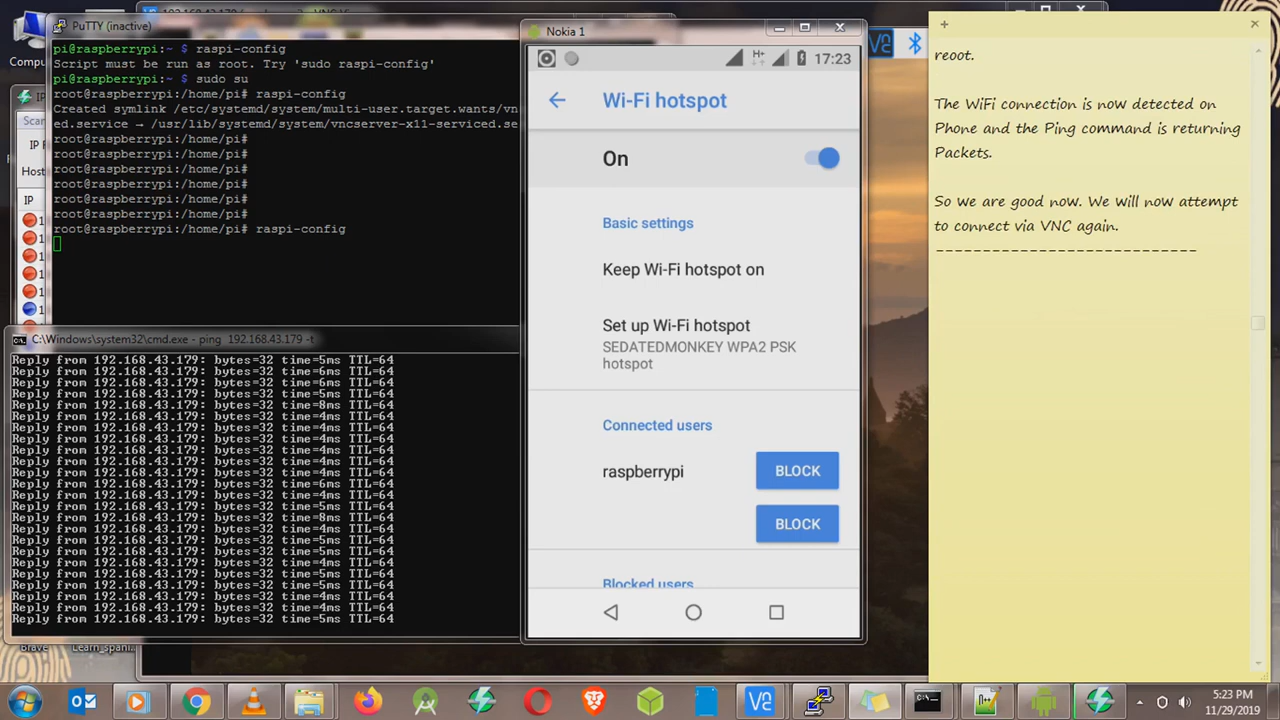 PuTTY (inactive)
pi@raspberrypi:~ $ raspi-config
Script must be run as root. Try 'sudo raspi-config'
pi@raspberrypi:~ $ sudo su
root@raspberrypi:/home/pi# raspi-config
Created symlink /etc/systemd/system/multi-user.target.wants/vn
ed.service → /usr/lib/systemd/system/vncserver-x11-serviced.se
root@raspberrypi:/home/pi#
root@raspberrypi:/home/pi#
root@raspberrypi:/home/pi#
root@raspberrypi:/home/pi#
root@raspberrypi:/home/pi#
root@raspberrypi:/home/pi#
root@raspberrypi:/home/pi# raspi-config
Compu
IP
Scan
IP R
Host
IP
C:\Windows\system32\cmd.exe - ping 192.168.43.179 -t
Reply from 192.168.43.179: bytes=32 time=5ms TTL=64
Reply from 192.168.43.179: bytes=32 time=6ms TTL=64
Reply from 192.168.43.179: bytes=32 time=6ms TTL=64
Reply from 192.168.43.179: bytes=32 time=5ms TTL=64
Reply from 192.168.43.179: bytes=32 time=8ms TTL=64
Reply from 192.168.43.179: bytes=32 time=4ms TTL=64
Reply from 192.168.43.179: bytes=32 time=4ms TTL=64
Reply from 192.168.43.179: bytes=32 time=4ms TTL=64
Reply from 192.168.43.179: bytes=32 time=4ms TTL=64
Reply from 192.168.43.179: bytes=32 time=4ms TTL=64
Reply from 192.168.43.179: bytes=32 time=4ms TTL=64
Reply from 192.168.43.179: bytes=32 time=6ms TTL=64
Reply from 192.168.43.179: bytes=32 time=4ms TTL=64
Reply from 192.168.43.179: bytes=32 time=5ms TTL=64
Reply from 192.168.43.179: bytes=32 time=8ms TTL=64
Reply from 192.168.43.179: bytes=32 time=4ms TTL=64
Reply from 192.168.43.179: bytes=32 time=5ms TTL=64
Reply from 192.168.43.179: bytes=32 time=4ms TTL=64
Reply from 192.168.43.179: bytes=32 time=4ms TTL=64
Reply from 192.168.43.179: bytes=32 time=5ms TTL=64
Reply from 192.168.43.179: bytes=32 time=5ms TTL=64
Reply from 192.168.43.179: bytes=32 time=4ms TTL=64
Reply from 192.168.43.179: bytes=32 time=4ms TTL=64
Reply from 192.168.43.179: bytes=32 time=5ms TTL=64
Brave
Learn_spani
Nokia 1
H+
17:23
Wi-Fi hotspot
On
Basic settings
Keep Wi-Fi hotspot on
Set up Wi-Fi hotspot
SEDATEDMONKEY WPA2 PSK
hotspot
Connected users
raspberrypi
BLOCK
BLOCK
Blocked users
reoot.
The WiFi connection is now detected on
Phone and the Ping command is returning
Packets.
So we are good now. We will now attempt
to connect via VNC again.
----------------------------
5:23 PM
11/29/2019